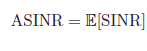 ASINR = 𝔼[SINR]